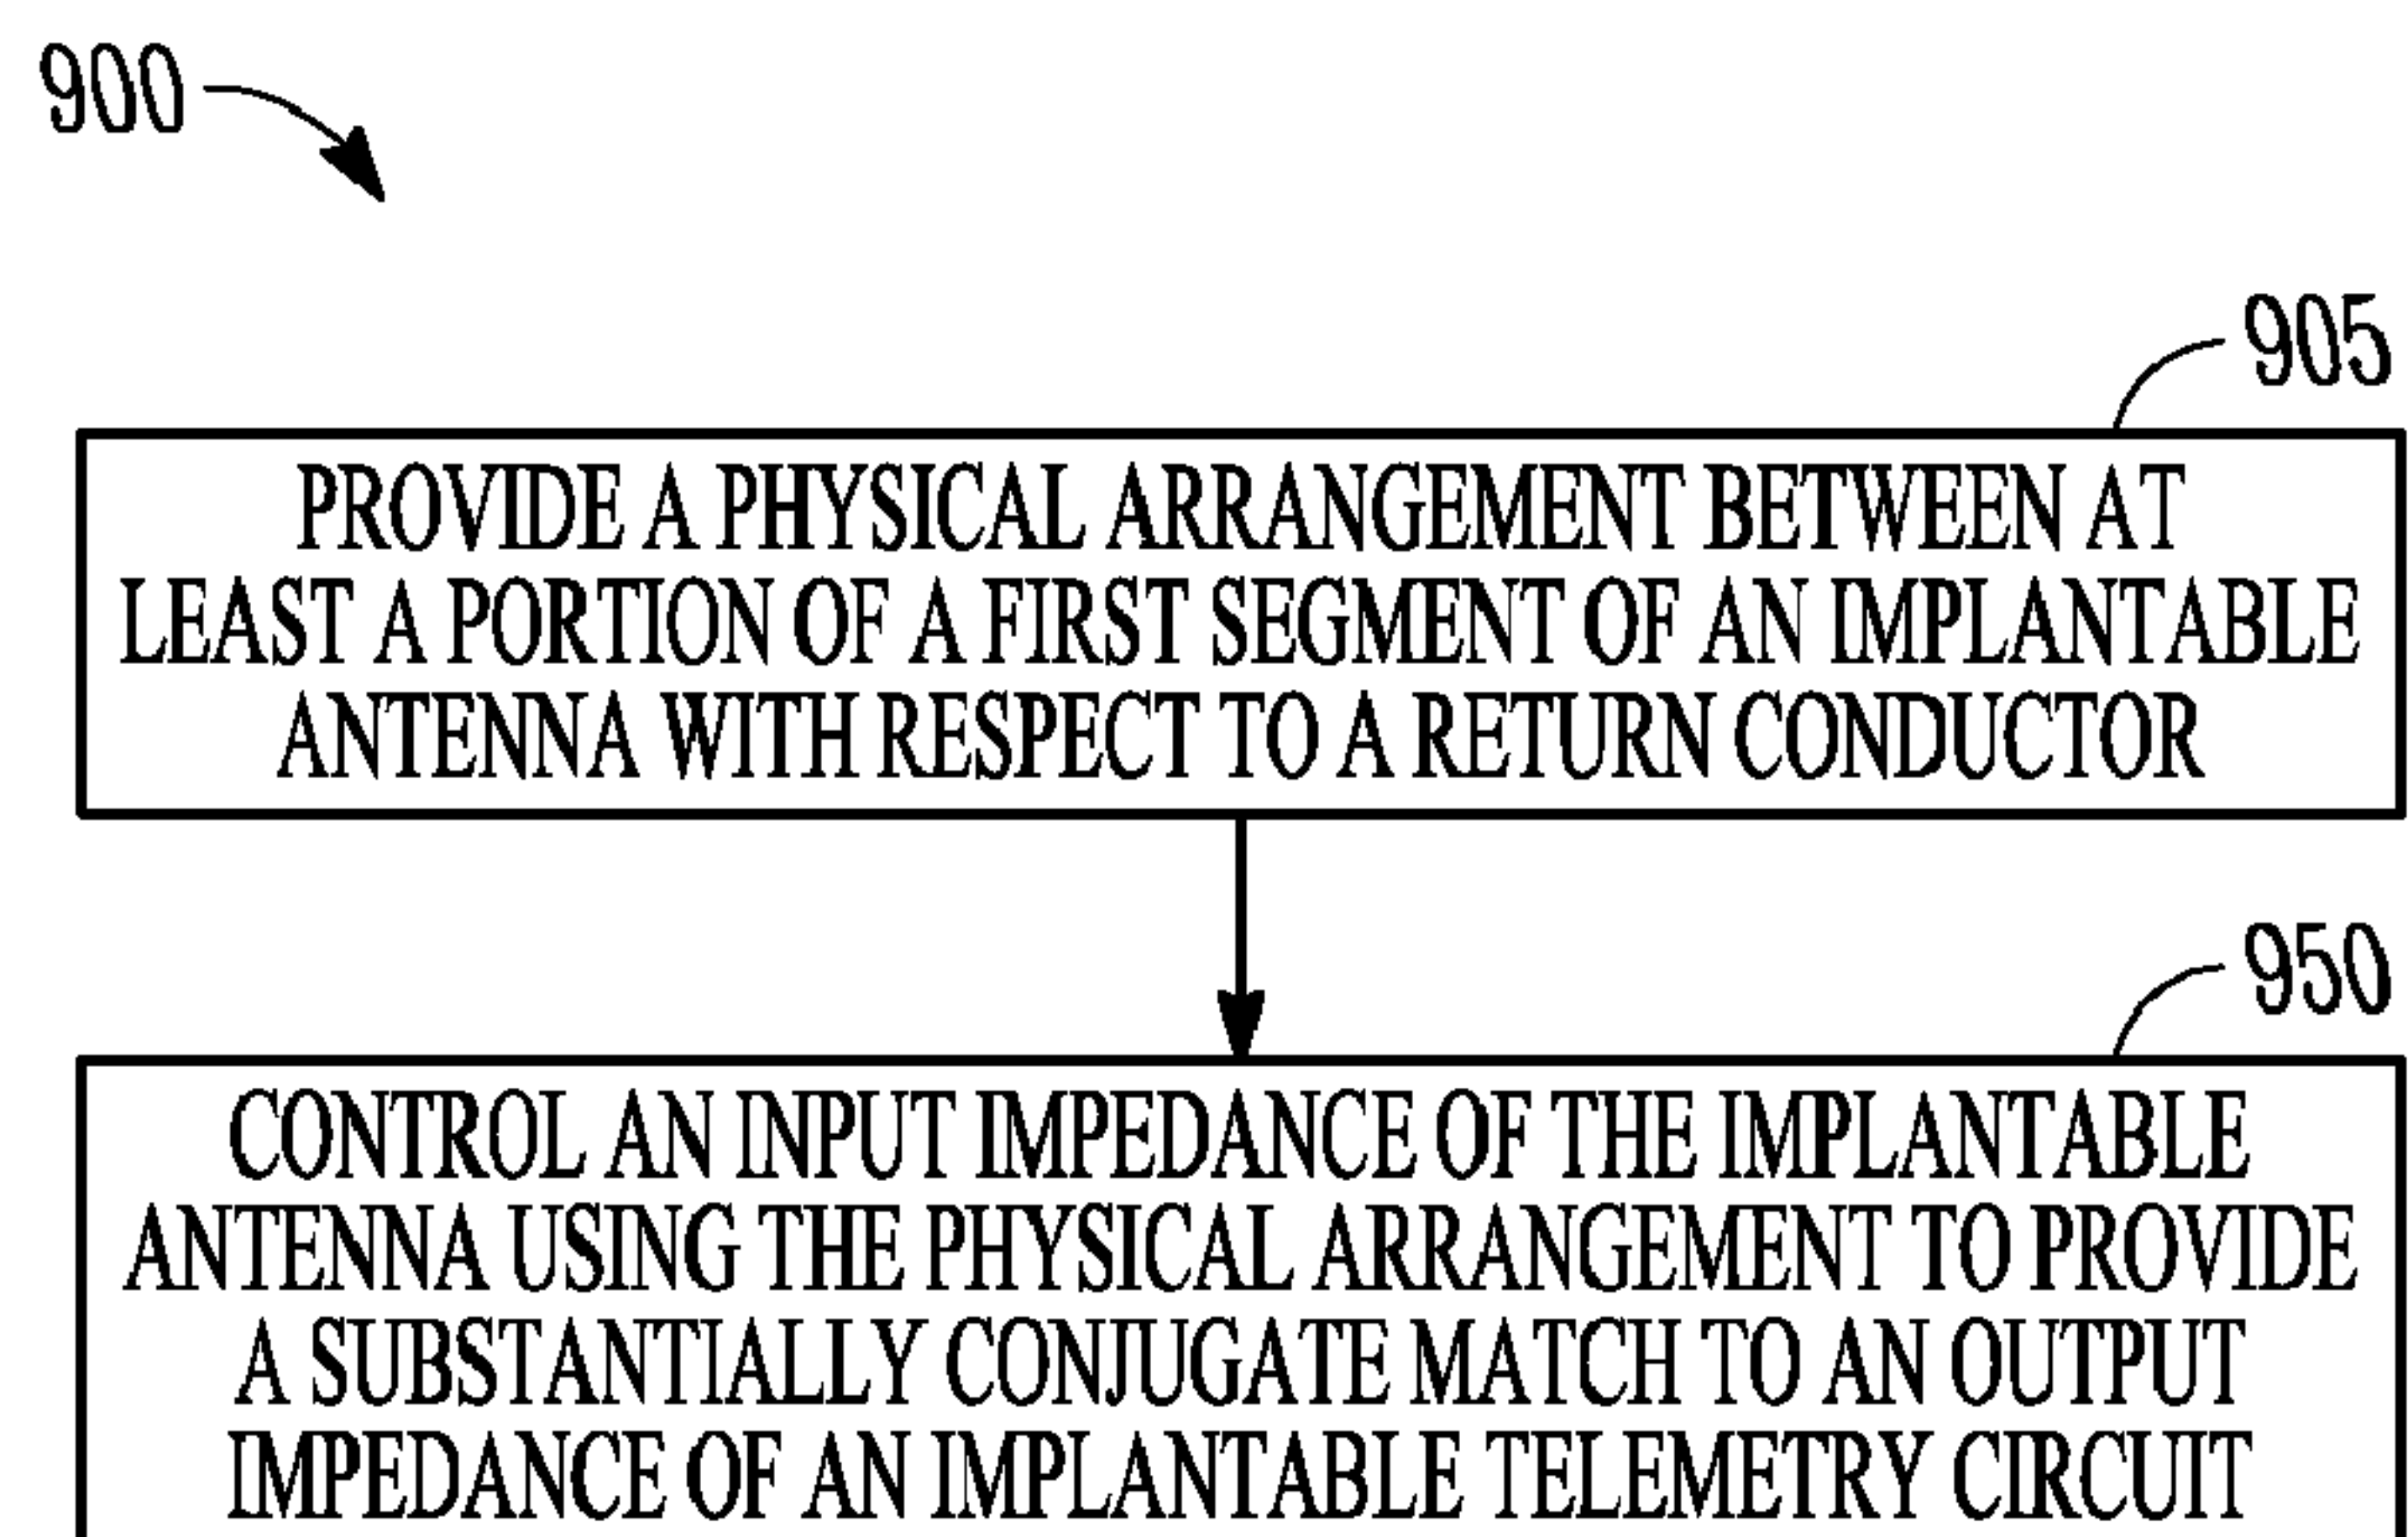 900
905
PROVIDE A PHYSICAL ARRANGEMENT BETWEEN AT
LEAST A PORTION OF A FIRST SEGMENT OF AN IMPLANTABLE
ANTENNA WITH RESPECT TO A RETURN CONDUCTOR
950
CONTROL AN INPUT IMPEDANCE OF THE IMPLANTABLE
ANTENNA USING THE PHYSICAL ARRANGEMENT TO PROVIDE
A SUBSTANTIALLY CONJUGATE MATCH TO AN OUTPUT
IMPEDANCE OF AN IMPLANTABLE TELEMETRY CIRCUIT